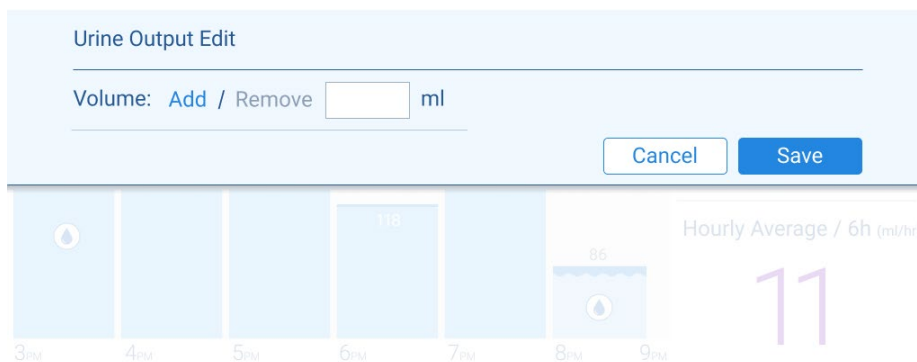 Urine Output Edit
Volume: Add / Remove ml
Cancel Save
118
Hourly Average / 6h (ml/hr
86
11
3PM 4PM 5PM 6PM 7PM 8PM 9PM